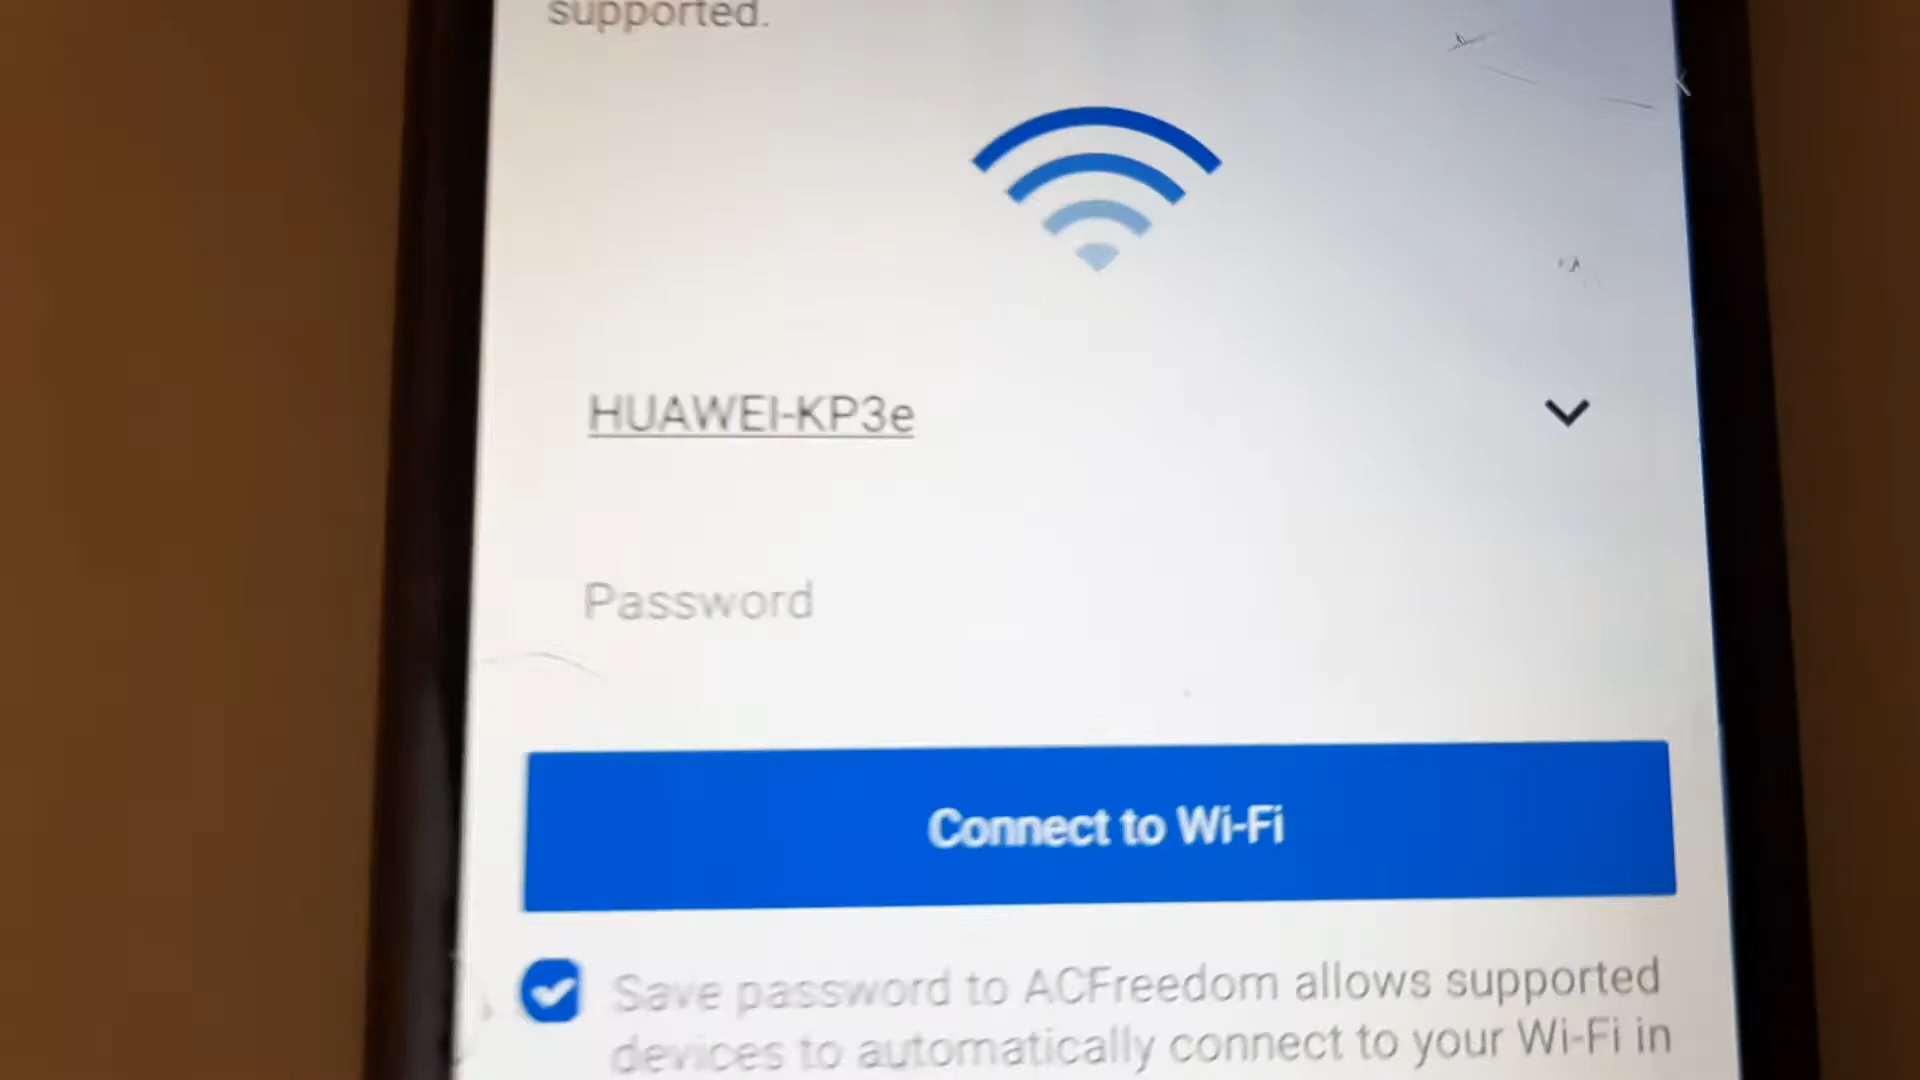 supported.
HUAWEI-KP3e
Password
Connect to Wi-Fi
Save password to ACFreedom allows supported
devices to automatically connect to your Wi-Fi in